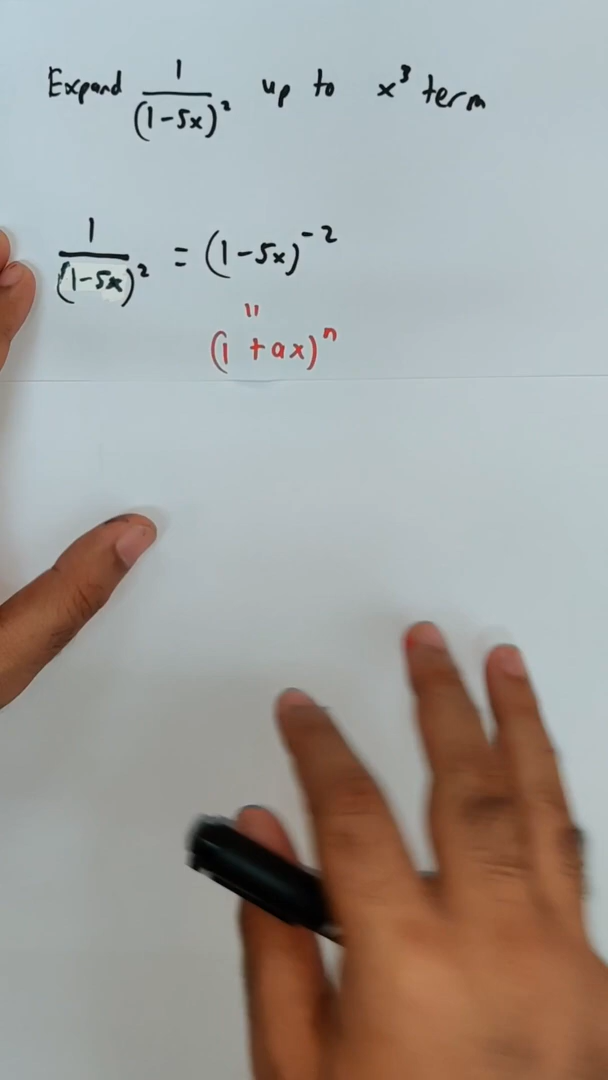 Expand 1/(1-5x)² up to x³ term
1/(1-5x)² = (1-5x)⁻²
"
(1 + ax)ⁿ